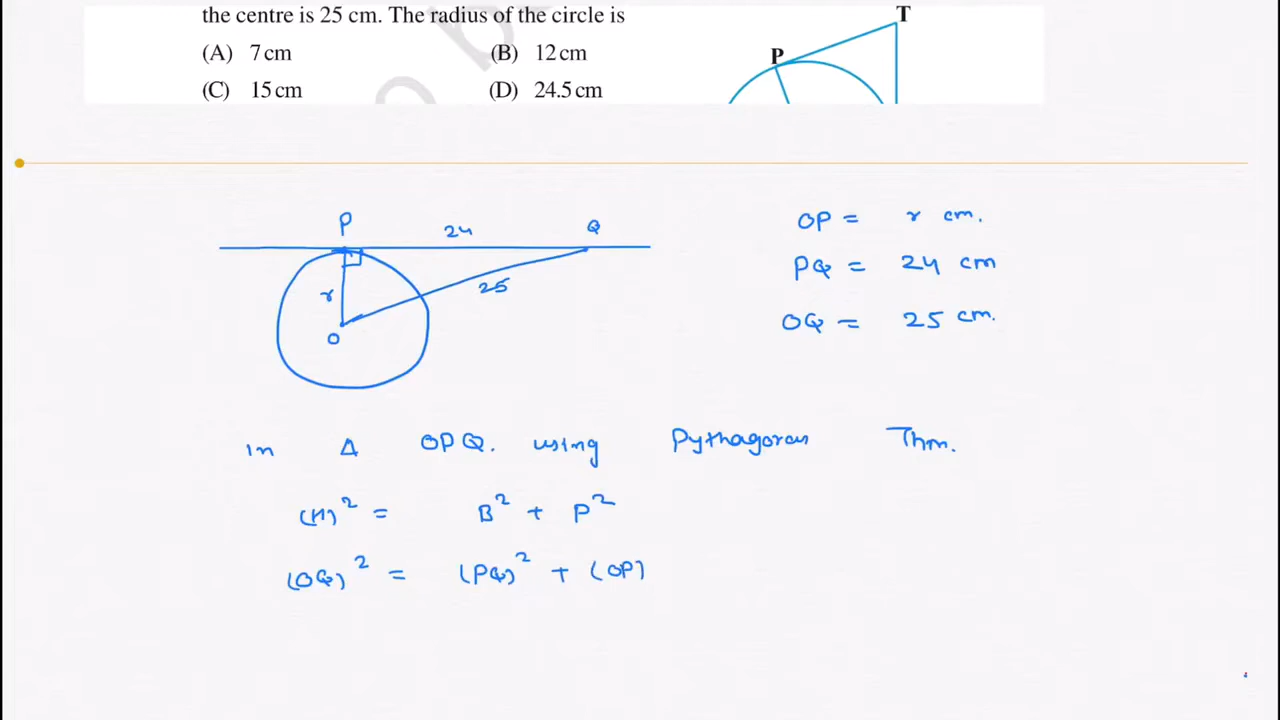 the centre is 25 cm. The radius of the circle is
(A) 7 cm (B) 12 cm
(C) 15 cm (D) 24.5 cm
T
P
P 24 Q
r 25
O
OP = r cm.
PQ = 24 cm
OQ = 25 cm.
In Δ OPQ. using Pythagoras Thm.
(H)² = B² + P²
(OQ)² = (PQ)² + (OP)